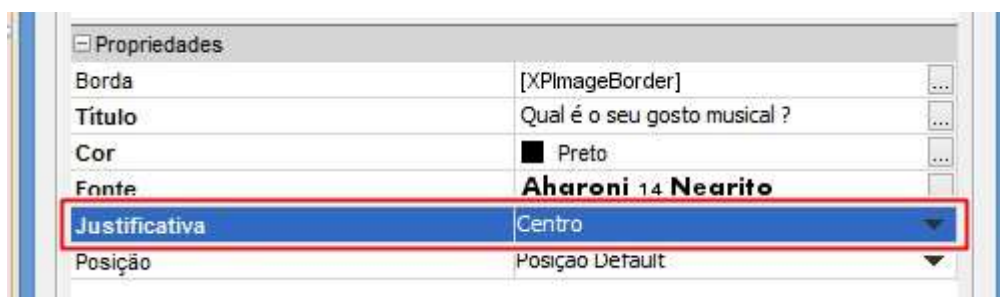 Propriedades
Borda [XPImageBorder] ...
Título Qual é o seu gosto musical ? ...
Cor Preto ...
Fonte Aharoni 14 Negrito
Justificativa Centro
Posição Posição Default